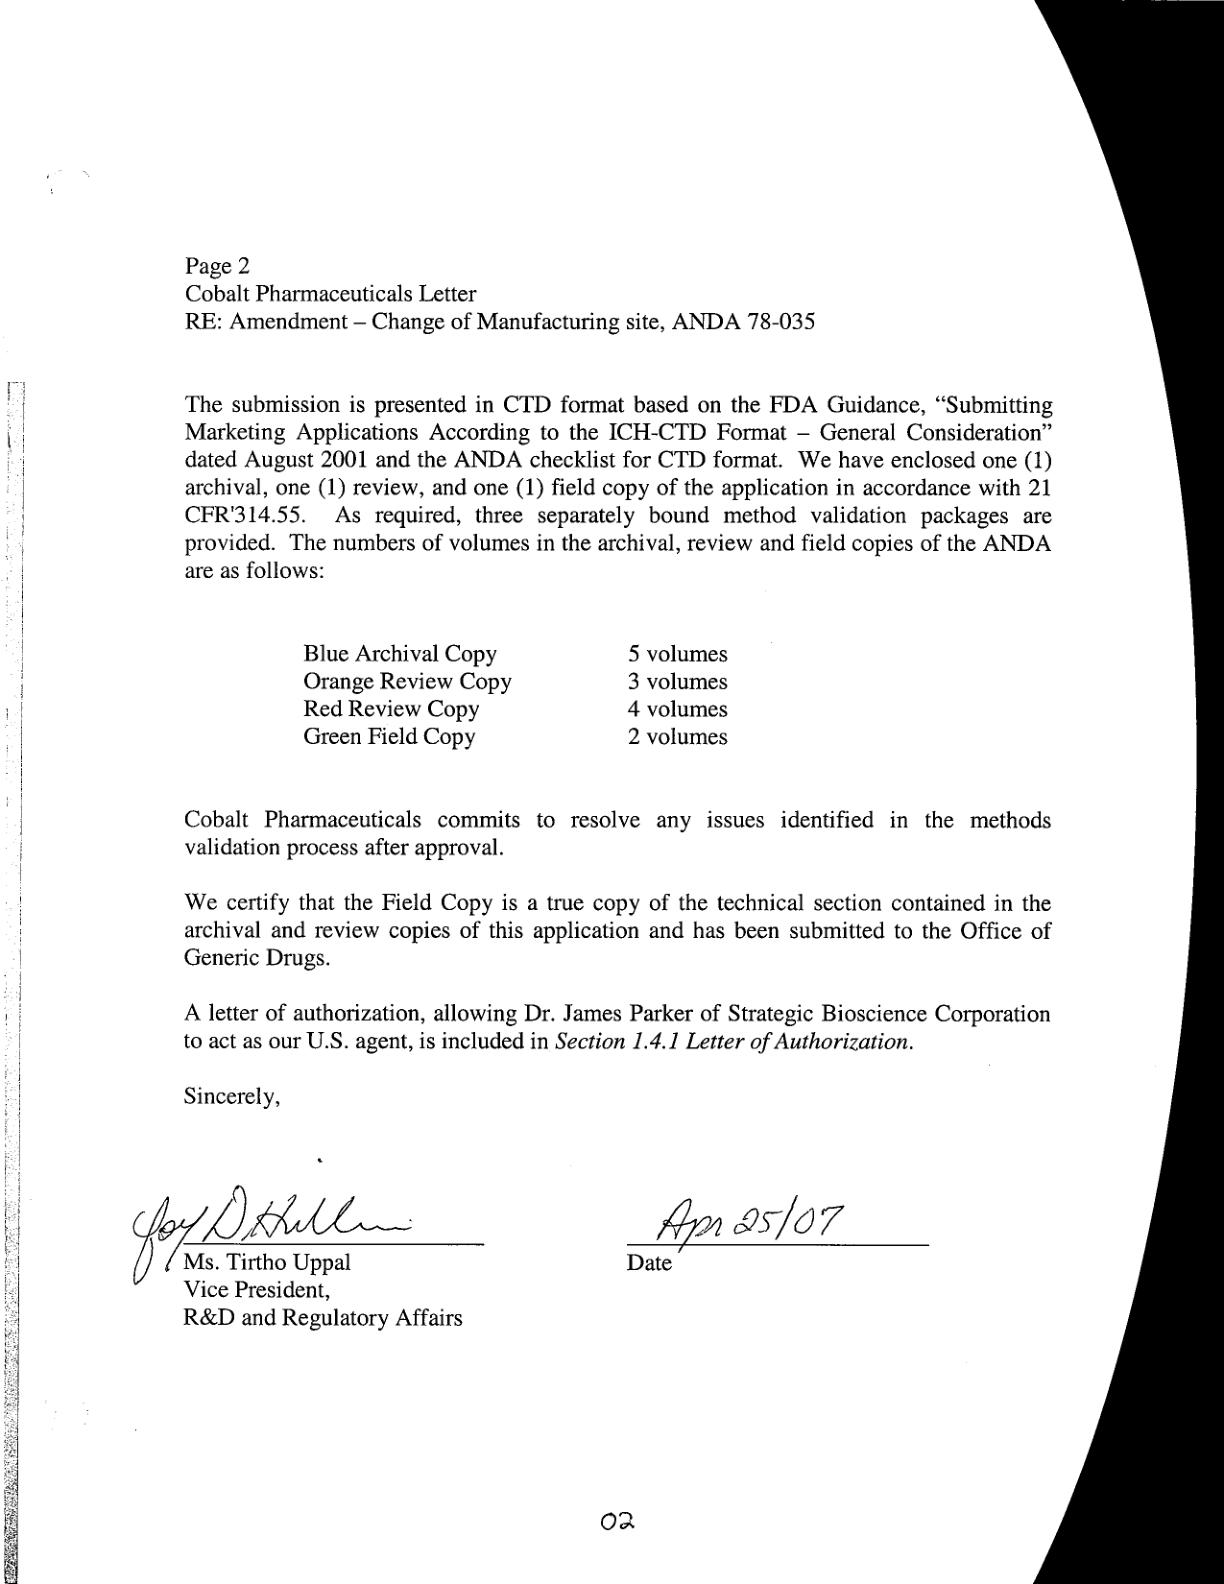 Page 2
Cobalt Pharmaceuticals Letter
RE: Amendment – Change of Manufacturing site, ANDA 78-035
The submission is presented in CTD format based on the FDA Guidance, “Submitting
Marketing Applications According to the ICH-CTD Format – General Consideration”
dated August 2001 and the ANDA checklist for CTD format. We have enclosed one (1)
archival, one (1) review, and one (1) field copy of the application in accordance with 21
CFR'314.55. As required, three separately bound method validation packages are
provided. The numbers of volumes in the archival, review and field copies of the ANDA
are as follows:
Blue Archival Copy 5 volumes
Orange Review Copy 3 volumes
Red Review Copy 4 volumes
Green Field Copy 2 volumes
Cobalt Pharmaceuticals commits to resolve any issues identified in the methods
validation process after approval.
We certify that the Field Copy is a true copy of the technical section contained in the
archival and review copies of this application and has been submitted to the Office of
Generic Drugs.
A letter of authorization, allowing Dr. James Parker of Strategic Bioscience Corporation
to act as our U.S. agent, is included in Section 1.4.1 Letter of Authorization.
Sincerely,
Apr 25/07
Ms. Tirtho Uppal Date
Vice President,
R&D and Regulatory Affairs
02